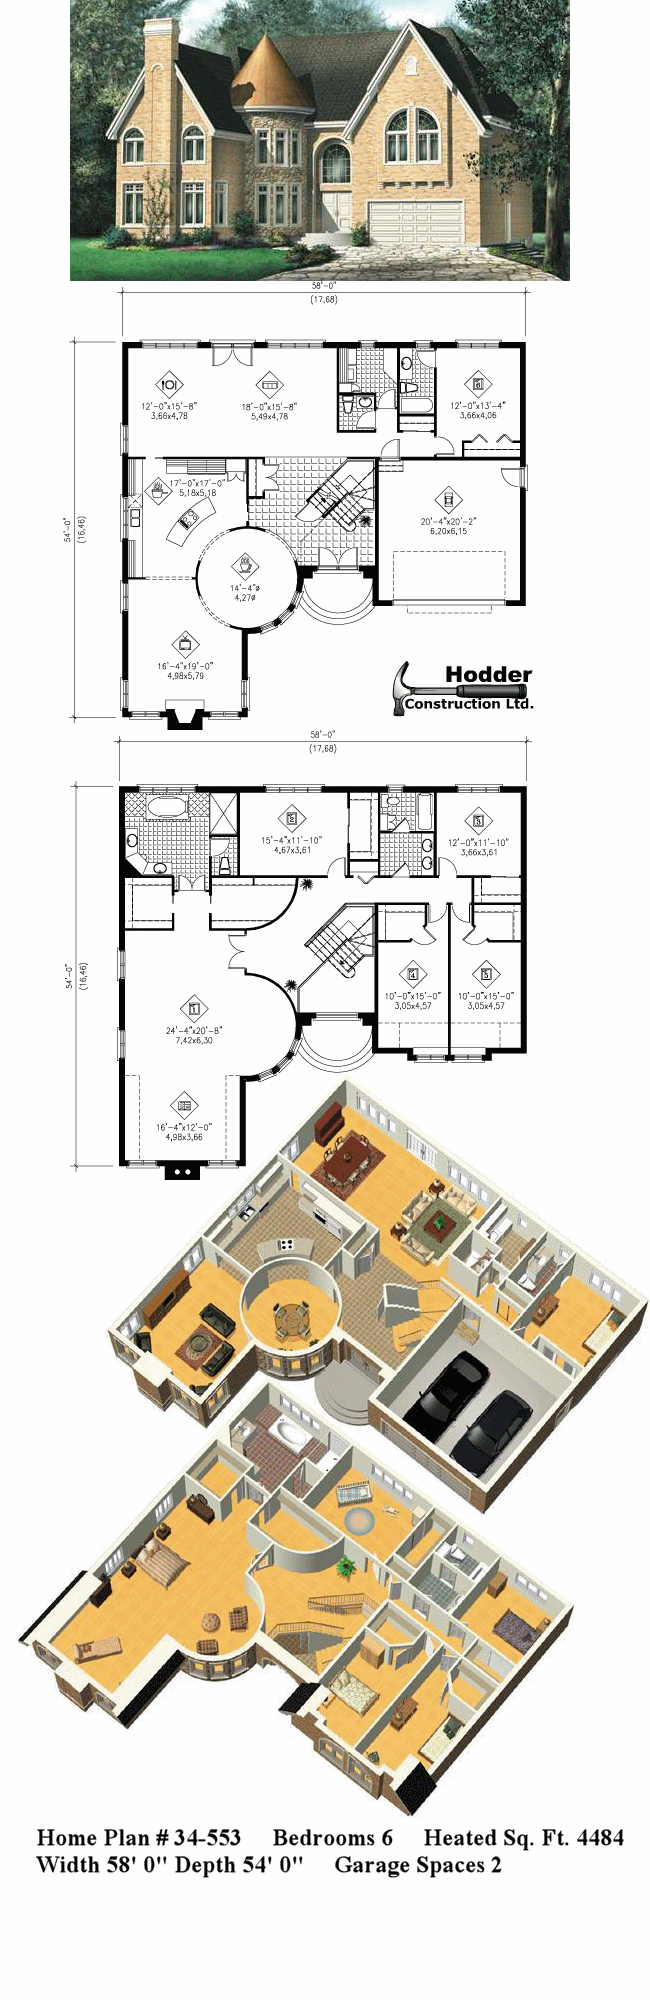 58'-0"
(17,68)
12'-0"x15'-8"
3,66x4,78
18'-0"x15'-8"
5,49x4,78
6
12'-0"x13'-4"
3,66x4,06
17'-0"x17'-0"
5,18x5,18
20'-4"x20'-2"
6,20x6,15
54'-0"
(16,46)
14'-4"ø
4,27ø
16'-4"x19'-0"
4,98x5,79
Hodder
Construction Ltd.
58'-0"
(17,68)
2
15'-4"x11'-10"
4,67x3,61
3
12'-0"x11'-10"
3,66x3,61
54'-0"
(16,46)
4
10'-0"x15'-0"
3,05x4,57
5
10'-0"x15'-0"
3,05x4,57
1
24'-4"x20'-8"
7,42x6,30
16'-4"x12'-0"
4,98x3,66
Home Plan # 34-553 Bedrooms 6 Heated Sq. Ft. 4484
Width 58' 0" Depth 54' 0" Garage Spaces 2